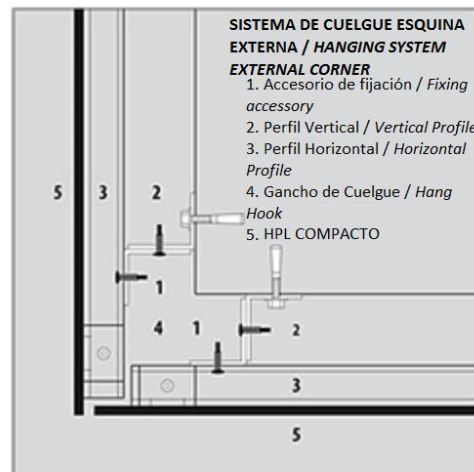 SISTEMA DE CUELGUE ESQUINA
EXTERNA / HANGING SYSTEM
EXTERNAL CORNER
1. Accesorio de fijación / Fixing
accessory
2. Perfil Vertical / Vertical Profile
3. Perfil Horizontal / Horizontal
Profile
4. Gancho de Cuelgue / Hang
Hook
5. HPL COMPACTO
5
3
2
1
4
1
2
3
5